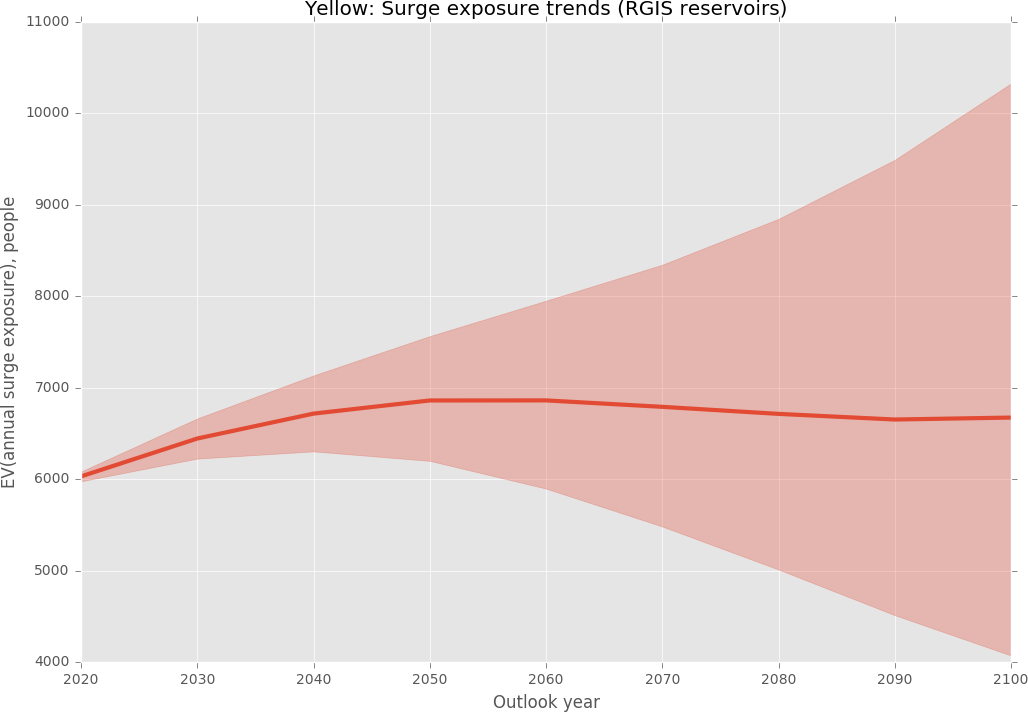 Yellow: Surge exposure trends (RGIS reservoirs)
11000
10000
9000
8000
7000
6000
5000
4000
EV(annual surge exposure), people
2020 2030 2040 2050 2060 2070 2080 2090 2100
Outlook year